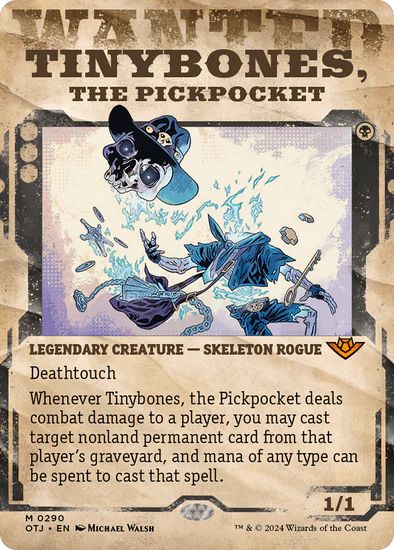 WANTED
TINYBONES,
THE PICKPOCKET
LEGENDARY CREATURE — SKELETON ROGUE
Deathtouch
Whenever Tinybones, the Pickpocket deals
combat damage to a player, you may cast
target nonland permanent card from that
player's graveyard, and mana of any type can
be spent to cast that spell.
1/1
M 0290
OTJ • EN Michael Walsh
™ & © 2024 Wizards of the Coast